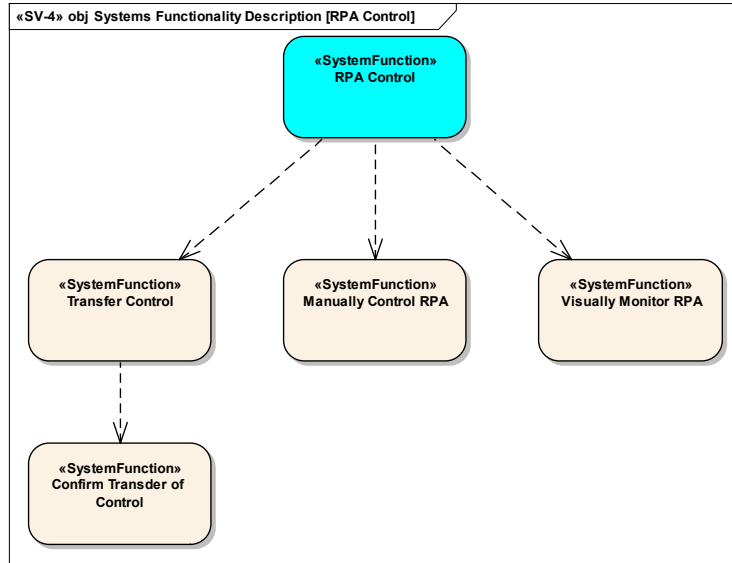 «SV-4» obj Systems Functionality Description [RPA Control]
«SystemFunction»
RPA Control
«SystemFunction»
Transfer Control
«SystemFunction»
Manually Control RPA
«SystemFunction»
Visually Monitor RPA
«SystemFunction»
Confirm Transder of
Control